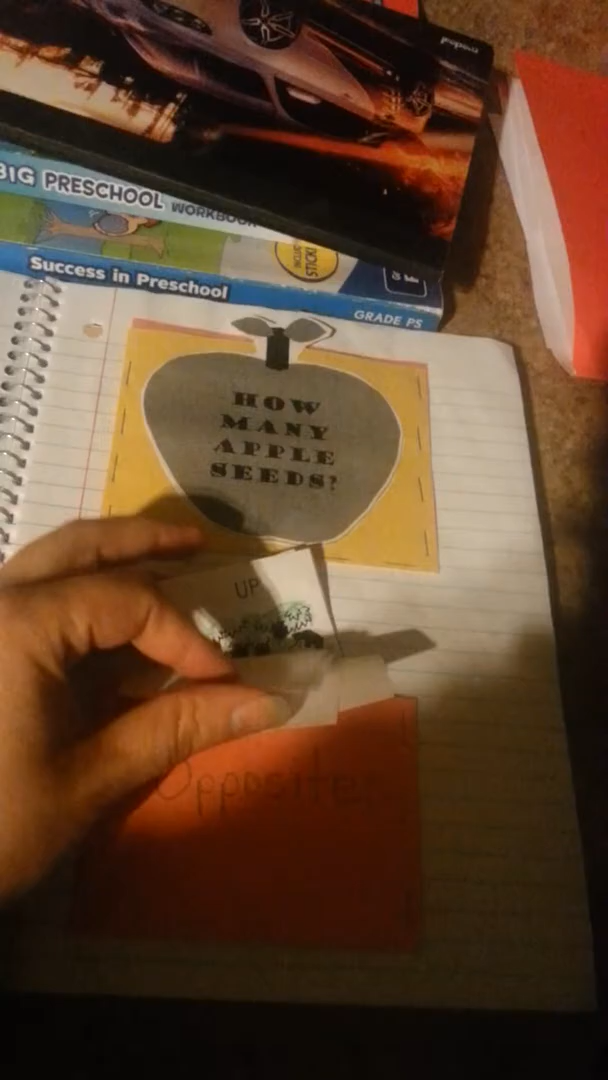 BIG PRESCHOOL WORKBOOK
Success in Preschool
GRADE PS
HOW
MANY
APPLE
SEEDS?
UP
Opposites